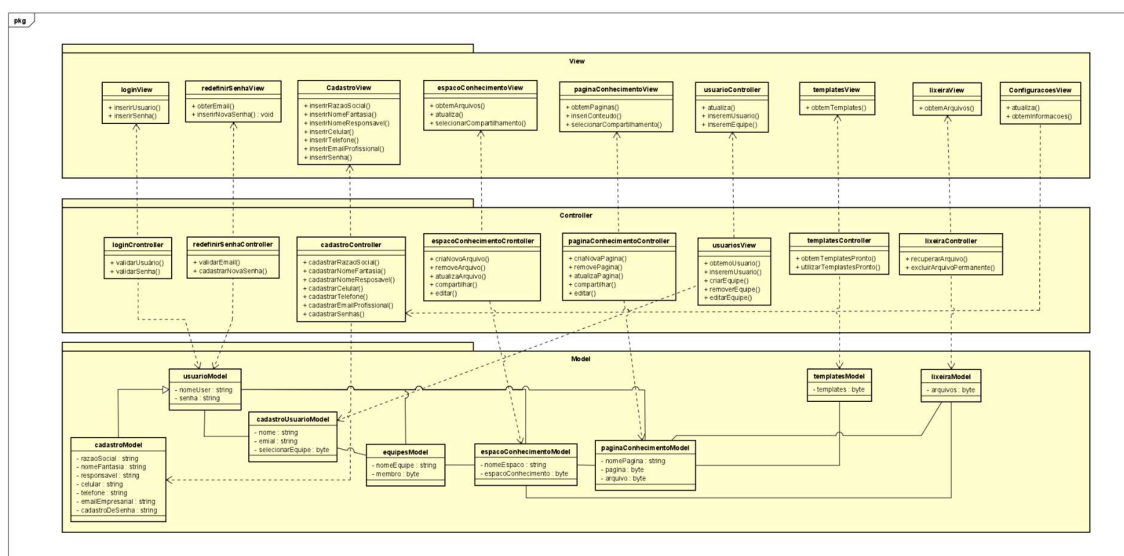 pkg
View
loginView
+ inserirUsuario()
+ inserirSenha()
redefinirSenhaView
+ obterEmail()
+ inserirNovaSenha() : void
CadastroView
+ inserirRazaoSocial()
+ inserirNomeFantasia()
+ inserirNomeResponsavel()
+ inserirCelular()
+ inserirTelefone()
+ inserirEmailProfissional()
+ inserirSenha()
espacoConhecimentoView
+ obtemArquivos()
+ atualiza()
+ selecionarCompartilhamento()
paginaConhecimentoView
+ obtemPaginas()
+ inseriConteudo()
+ selecionarCompartilhamento()
usuarioController
+ atualiza()
+ inseremUsuario()
+ inseremEquipe()
templatesView
+ obtemTemplates()
lixeiraView
+ obtemArquivos()
ConfiguracoesView
+ atualiza()
+ obtemInformacoes()
Controller
loginCrontroller
+ validarUsuário()
+ validarSenha()
redefinirSenhaController
+ validarEmail()
+ cadastrarNovaSenha()
cadastroController
+ cadastrarRazaoSocial()
+ cadastrarNomeFantasia()
+ cadastrarNomeResposavel()
+ cadastrarCelular()
+ cadastrarTelefone()
+ cadastrarEmailProfissional()
+ cadastrarSenhas()
espacoConhecimentoCrontoller
+ criaNovoArquivo()
+ removeArquivo()
+ atualizaArquivo()
+ compartilhar()
+ editar()
paginaConhecimentoController
+ criaNovaPagina()
+ removePagina()
+ atualizaPagina()
+ compartilhar()
+ editar()
usuariosView
+ obtemoUsuario()
+ inseremUsuario()
+ criarEquipe()
+ removerEquipe()
+ editarEquipe()
templatesController
+ obtemTemplatesPronto()
+ utilizarTemplastesPronto()
lixeiraController
+ recuperarArquivo()
+ excluirArquivoPermanente()
Model
usuarioModel
- nomeUser : string
- senha : string
cadastroUsuarioModel
- nome : string
- emial : string
- selecionarEquipe : byte
cadastroModel
- razaoSocial : string
- nomeFantasia : string
- responsavel : string
- celular : string
- telefone : string
- emailEmpresarial : string
- cadastroDeSenha : string
equipesModel
- nomeEquipe : string
- membro : byte
espacoConhecimentoModel
- nomeEspaco : string
- espacoConhecimento : byte
paginaConhecimentoModel
- nomePagina : string
- pagina : byte
- arquivo : byte
templatesModel
- templates : byte
lixeiraModel
- arquivos : byte